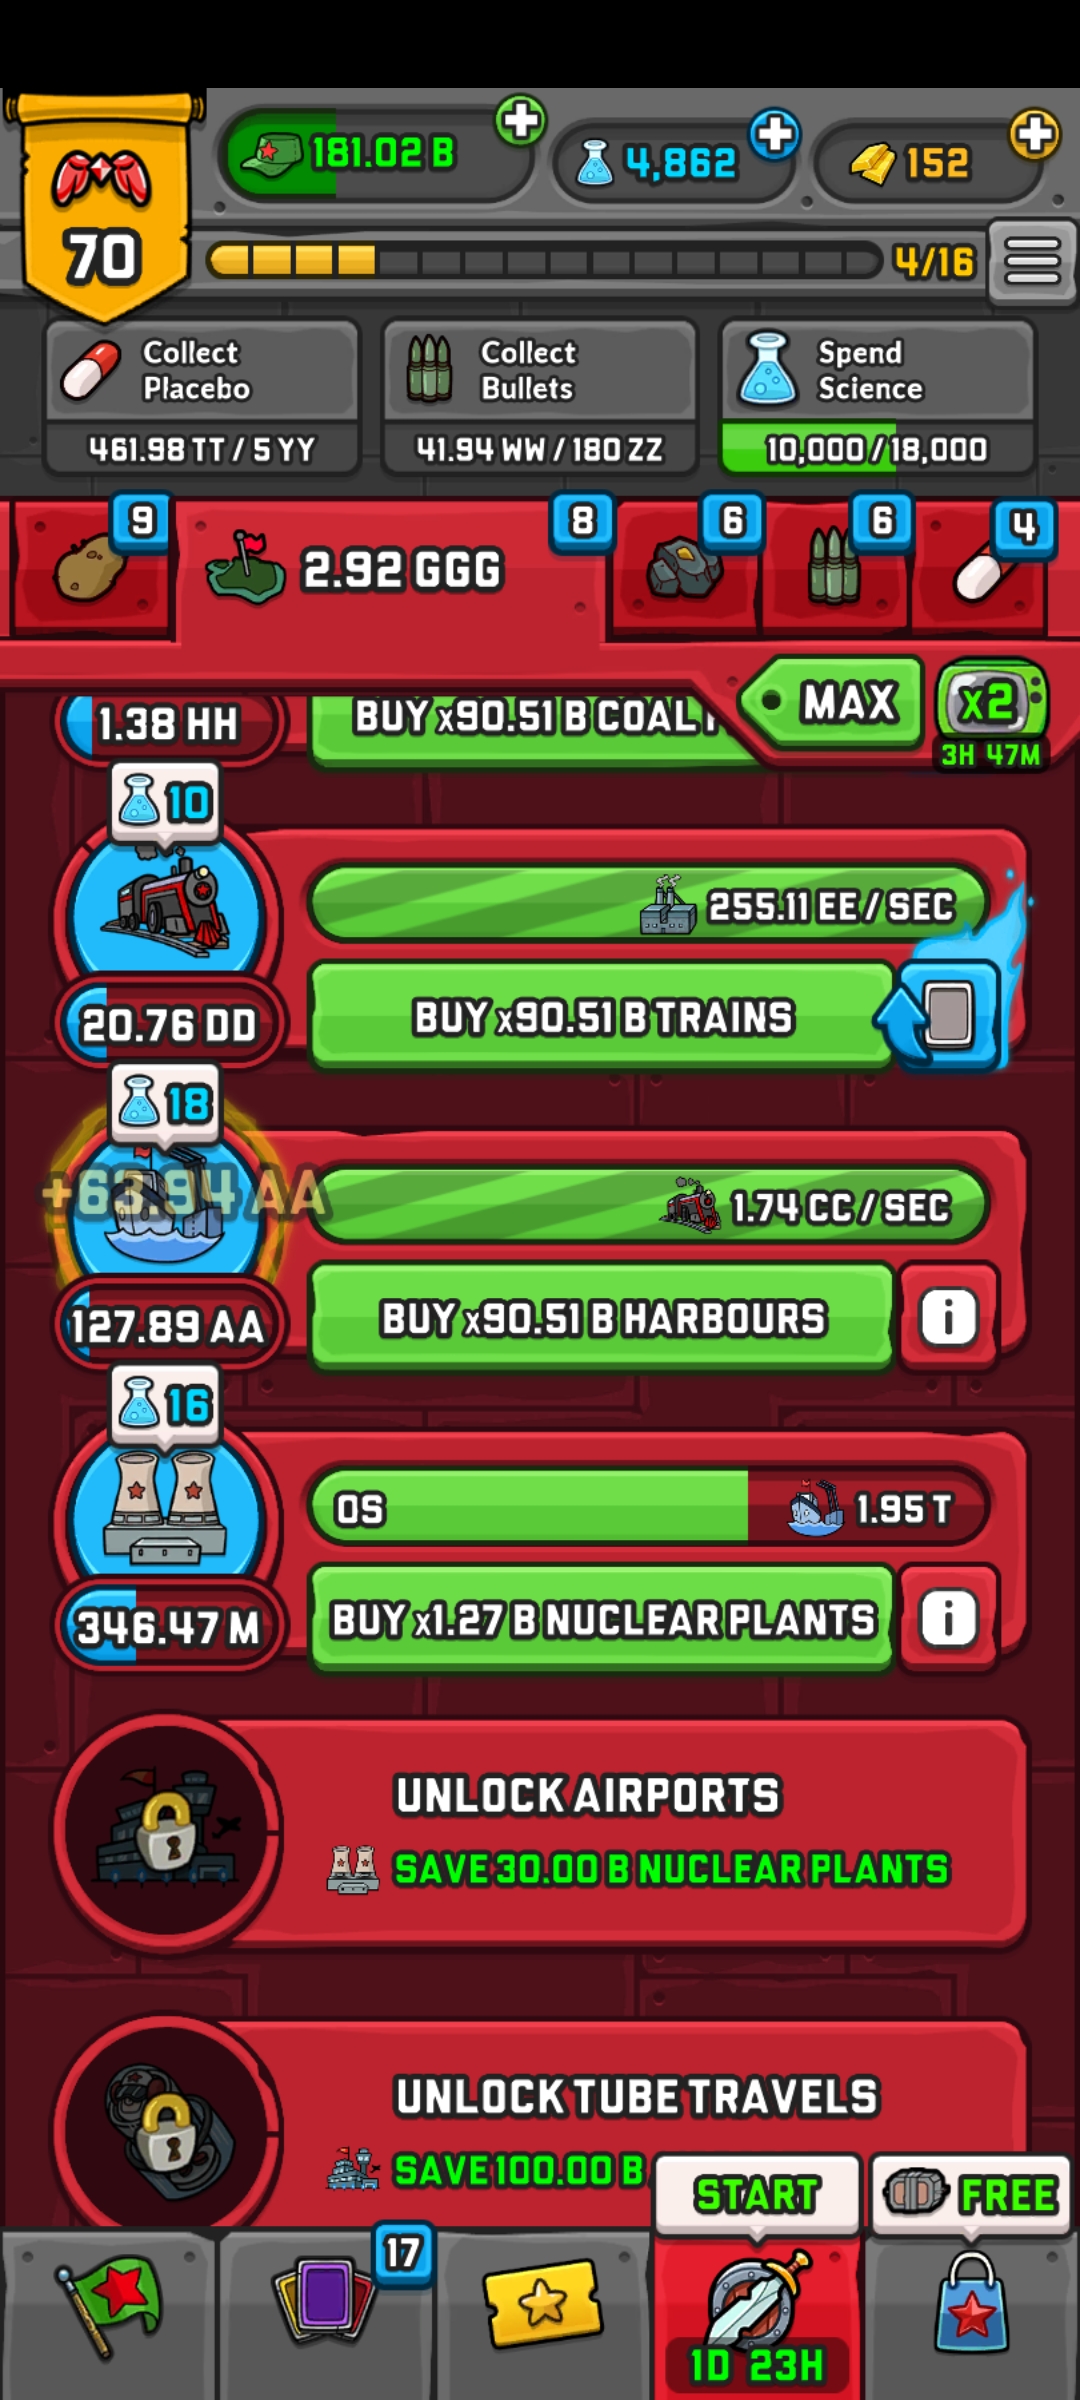 181.02 B
4,862
152
70
4/16
Collect
Placebo
461.98 TT / 5 YY
Collect
Bullets
41.94 WW / 180 ZZ
Spend
Science
10,000 / 18,000
9
2.92 GGG
8
6
6
4
1.38 HH
BUY x90.51 B COAL
MAX
x2
3H 47M
10
255.11 EE / SEC
20.76 DD
BUY x90.51 B TRAINS
18
+63.94 AA
1.74 CC / SEC
127.89 AA
BUY x90.51 B HARBOURS
i
16
0S
1.95 T
346.47 M
BUY x1.27 B NUCLEAR PLANTS
i
UNLOCK AIRPORTS
SAVE 30.00 B NUCLEAR PLANTS
UNLOCK TUBE TRAVELS
SAVE 100.00 B
START
FREE
17
1D 23H